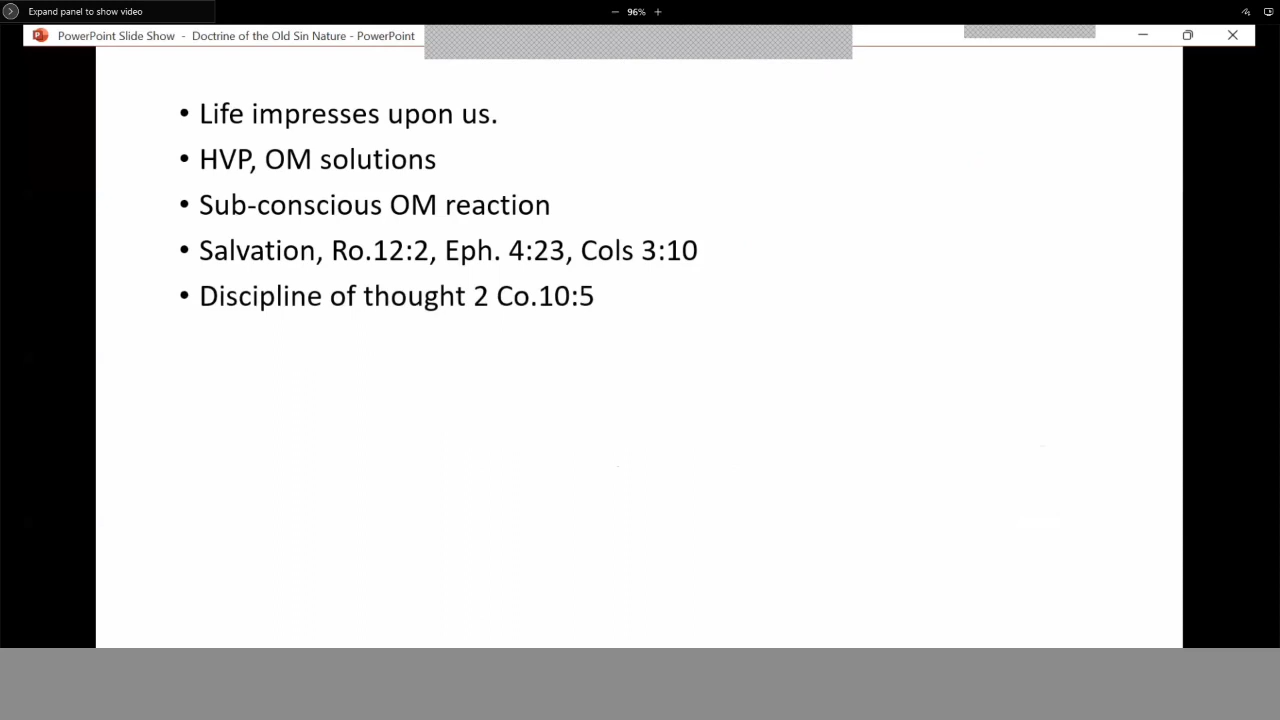 Expand panel to show video
− 96% +
PowerPoint Slide Show - Doctrine of the Old Sin Nature - PowerPoint
• Life impresses upon us.
• HVP, OM solutions
• Sub-conscious OM reaction
• Salvation, Ro.12:2, Eph. 4:23, Cols 3:10
• Discipline of thought 2 Co.10:5